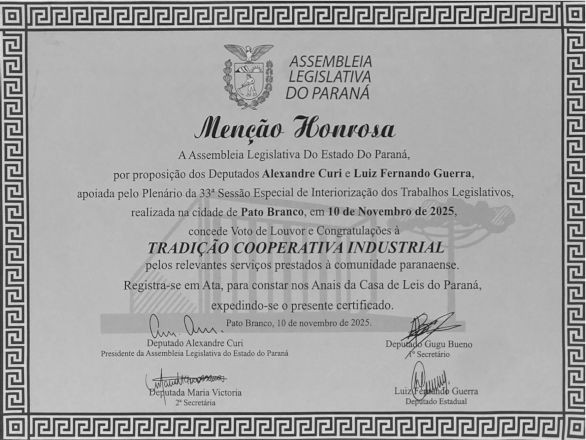 ASSEMBLEIA
LEGISLATIVA
DO PARANÁ
Menção Honrosa
A Assembleia Legislativa Do Estado Do Paraná,
por proposição dos Deputados Alexandre Curi e Luiz Fernando Guerra,
apoiada pelo Plenário da 33ª Sessão Especial de Interiorização dos Trabalhos Legislativos,
realizada na cidade de Pato Branco, em 10 de Novembro de 2025,
concede Voto de Louvor e Congratulações à
TRADIÇÃO COOPERATIVA INDUSTRIAL
pelos relevantes serviços prestados à comunidade paranaense.
Registra-se em Ata, para constar nos Anais da Casa de Leis do Paraná,
expedindo-se o presente certificado.
Pato Branco, 10 de novembro de 2025.
Deputado Alexandre Curi
Presidente da Assembleia Legislativa do Estado do Paraná
Deputado Gugu Bueno
1º Secretário
Deputada Maria Victoria
2ª Secretária
Luiz Fernando Guerra
Deputado Estadual